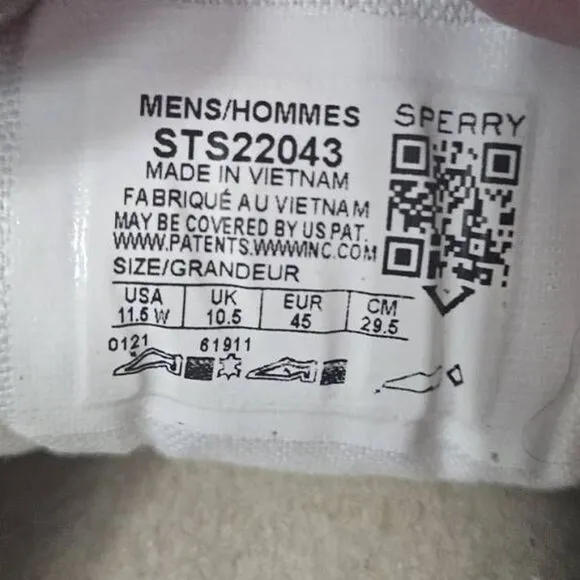 MENS/HOMMES
SPERRY
STS22043
MADE IN VIETNAM
FABRIQUÉ AU VIETNAM
MAY BE COVERED BY US PAT.
WWW.PATENTS.WWWINC.COM
SIZE/GRANDEUR
USA UK EUR CM
11.5 W 10.5 45 29.5
0121 61911